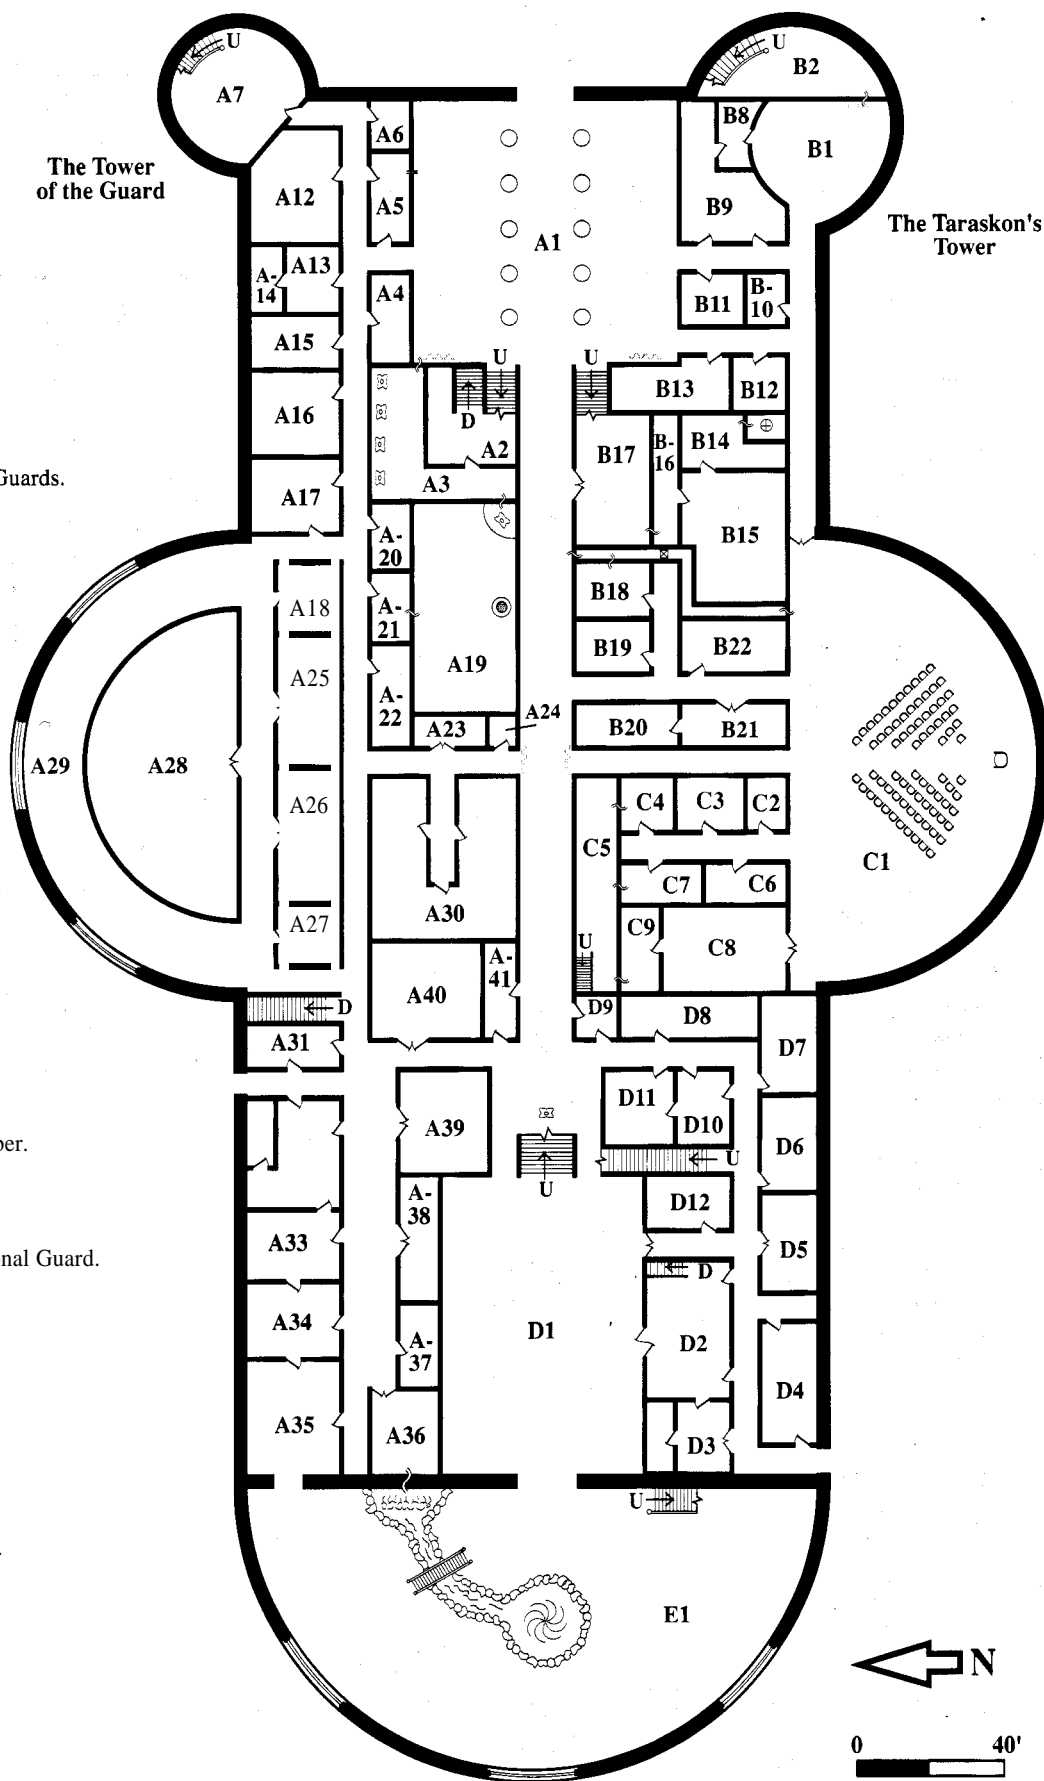 U
A7
U
B2
The Tower
of the Guard
A6
B8
B1
A12
A5
B9
The Taraskon's
Tower
A1
A13
A-
14
A4
B11
B-
10
A15
U
U
B13
B12
A16
D
A2
B17
B-
16
B14
Guards.
A3
A17
A-
20
B15
A18
A-
21
B18
A25
A19
B19
B22
A-
22
A23
A24
B20
B21
A29
A28
A26
C5
C4
C3
C2
C1
A30
C7
C6
A27
C9
C8
A-
41
U
A40
D
D9
D8
A31
D7
D11
A39
D10
per.
D6
U
U
A-
38
D12
A33
D5
onal Guard.
D
A34
D1
D2
A-
37
D4
A35
A36
D3
U
E1
N
0 40'